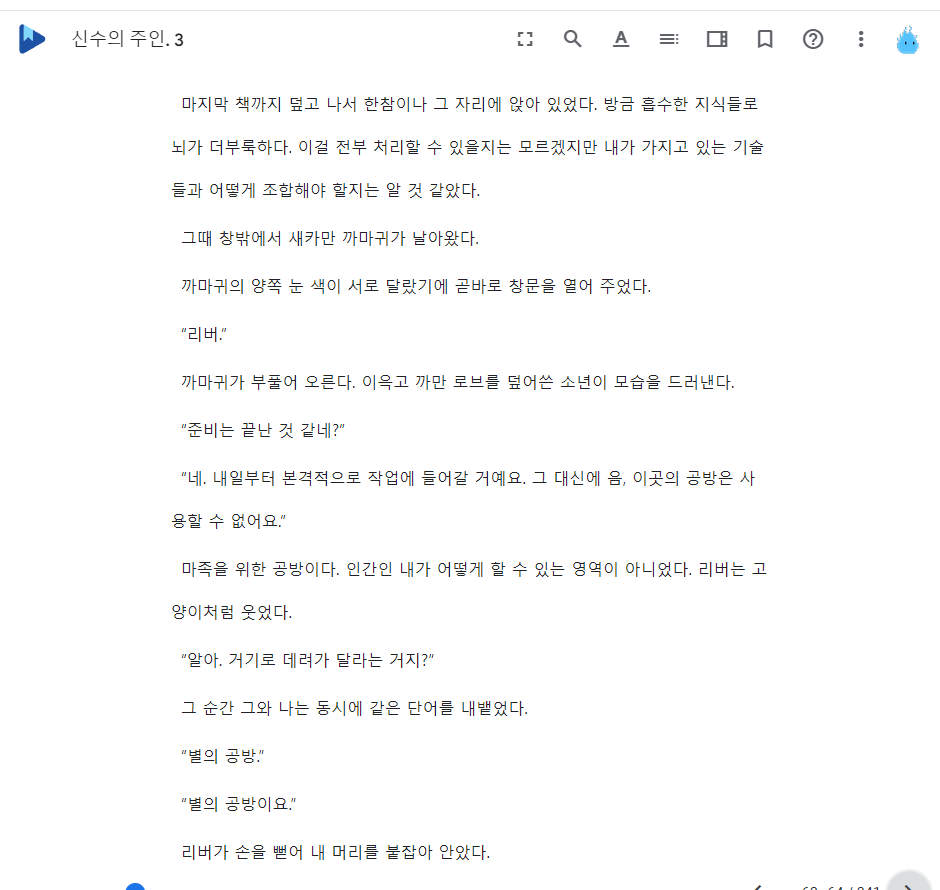 신수의 주인. 3
마지막 책까지 덮고 나서 한참이나 그 자리에 앉아 있었다. 방금 흡수한 지식들로
뇌가 더부룩하다. 이걸 전부 처리할 수 있을지는 모르겠지만 내가 가지고 있는 기술
들과 어떻게 조합해야 할지는 알 것 같았다.
그때 창밖에서 새카만 까마귀가 날아왔다.
까마귀의 양쪽 눈 색이 서로 달랐기에 곧바로 창문을 열어 주었다.
“리버.”
까마귀가 부풀어 오른다. 이윽고 까만 로브를 덮어쓴 소년이 모습을 드러낸다.
“준비는 끝난 것 같네?”
“네. 내일부터 본격적으로 작업에 들어갈 거예요. 그 대신에 음, 이곳의 공방은 사
용할 수 없어요.”
마족을 위한 공방이다. 인간인 내가 어떻게 할 수 있는 영역이 아니었다. 리버는 고
양이처럼 웃었다.
“알아. 거기로 데려가 달라는 거지?”
그 순간 그와 나는 동시에 같은 단어를 내뱉었다.
“별의 공방.”
“별의 공방이요.”
리버가 손을 뻗어 내 머리를 붙잡아 안았다.